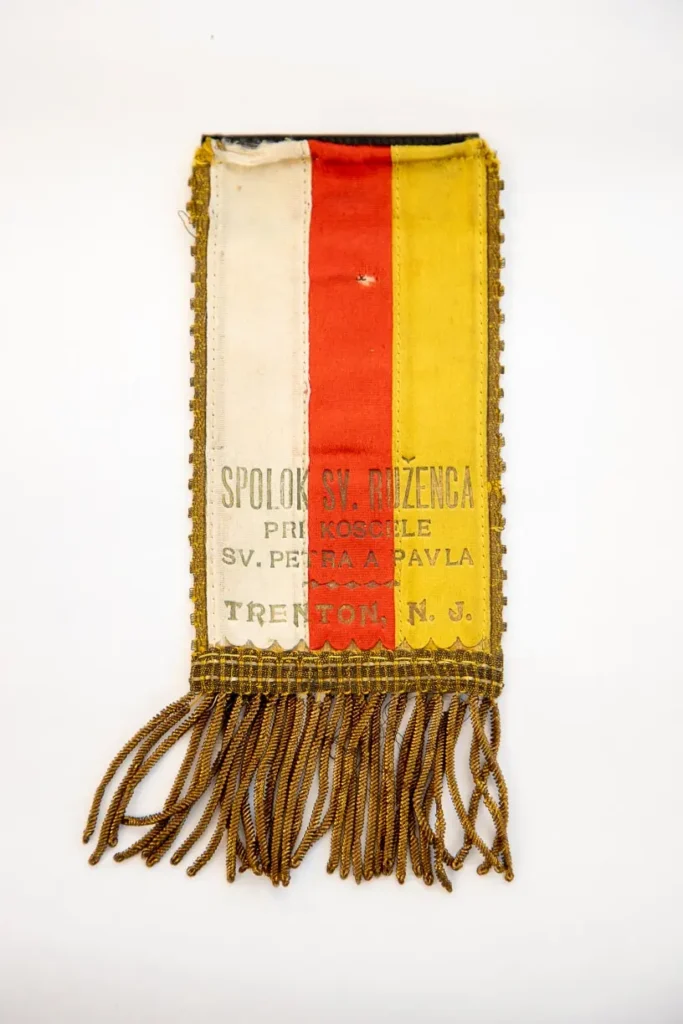 SPOLOK SV. RUŽENCA
PRI KOSCELE
SV. PETRA A PAVLA
TRENTON, N. J.